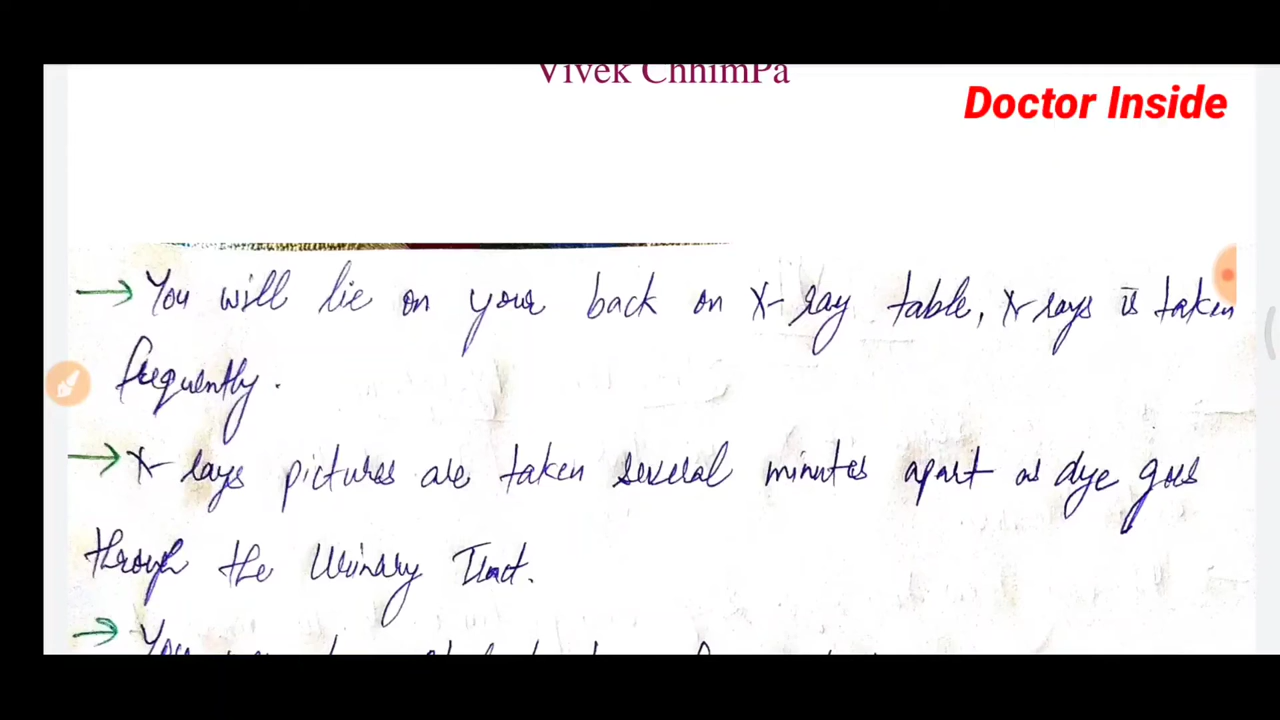 Vivek ChhimPa
Doctor Inside
→ You will lie on your back on X-ray table, X-rays is taken
frequently.
→ X-rays pictures are taken several minutes apart as dye goes
through the Urinary Tract.
→ You